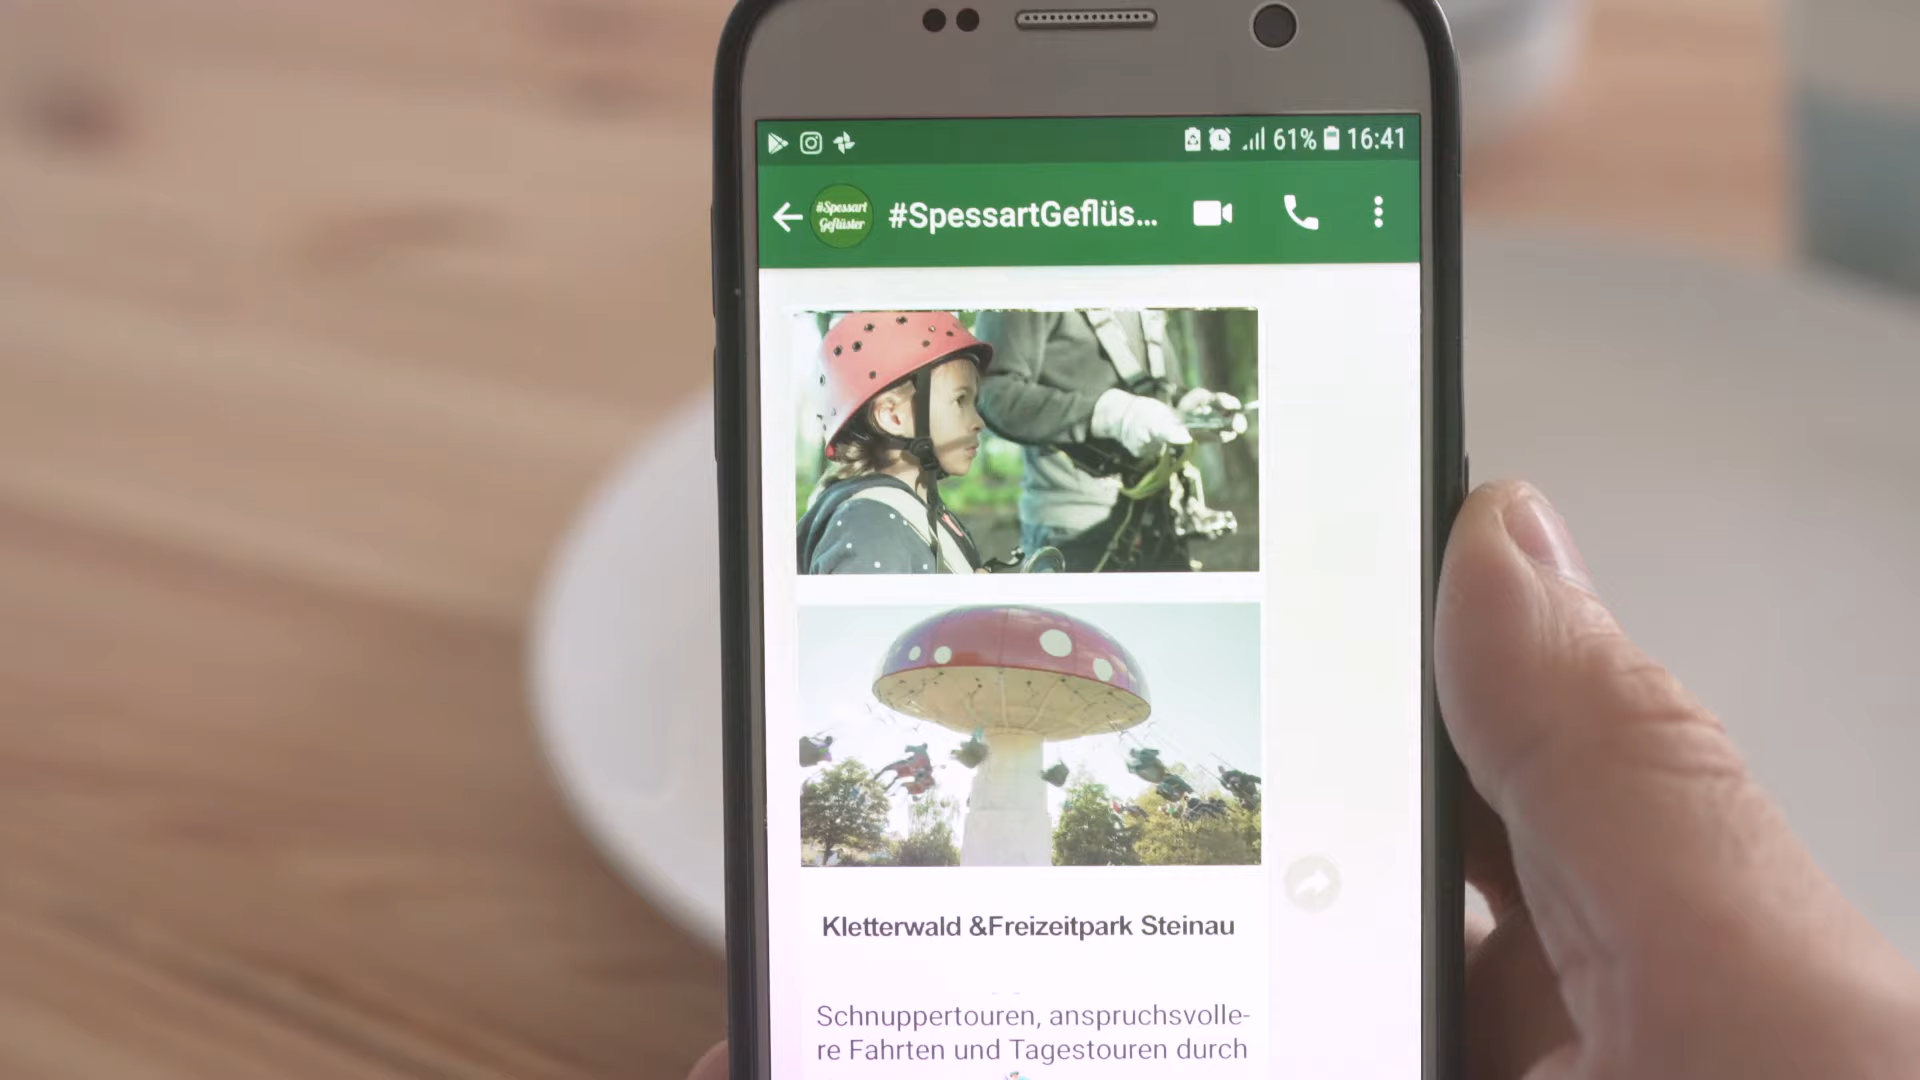 61% 16:41
#Spessart
Geflüster
#SpessartGeflüs...
Kletterwald &Freizeitpark Steinau
Schnuppertouren, anspruchsvolle-
re Fahrten und Tagestouren durch